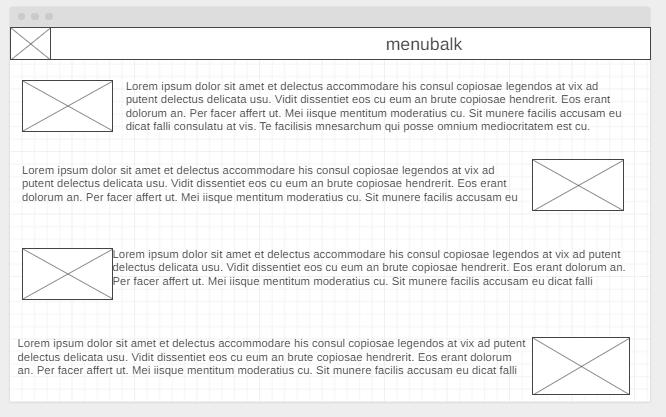 menubalk
Lorem ipsum dolor sit amet et delectus accommodare his consul copiosae legendos at vix ad
putent delectus delicata usu. Vidit dissentiet eos cu eum an brute copiosae hendrerit. Eos erant
dolorum an. Per facer affert ut. Mei iisque mentitum moderatius cu. Sit munere facilis accusam eu
dicat falli consulatu at vis. Te facilisis mnesarchum qui posse omnium mediocritatem est cu.
Lorem ipsum dolor sit amet et delectus accommodare his consul copiosae legendos at vix ad
putent delectus delicata usu. Vidit dissentiet eos cu eum an brute copiosae hendrerit. Eos erant
dolorum an. Per facer affert ut. Mei iisque mentitum moderatius cu. Sit munere facilis accusam eu
Lorem ipsum dolor sit amet et delectus accommodare his consul copiosae legendos at vix ad putent
delectus delicata usu. Vidit dissentiet eos cu eum an brute copiosae hendrerit. Eos erant dolorum an.
Per facer affert ut. Mei iisque mentitum moderatius cu. Sit munere facilis accusam eu dicat falli
Lorem ipsum dolor sit amet et delectus accommodare his consul copiosae legendos at vix ad putent
delectus delicata usu. Vidit dissentiet eos cu eum an brute copiosae hendrerit. Eos erant dolorum
an. Per facer affert ut. Mei iisque mentitum moderatius cu. Sit munere facilis accusam eu dicat falli